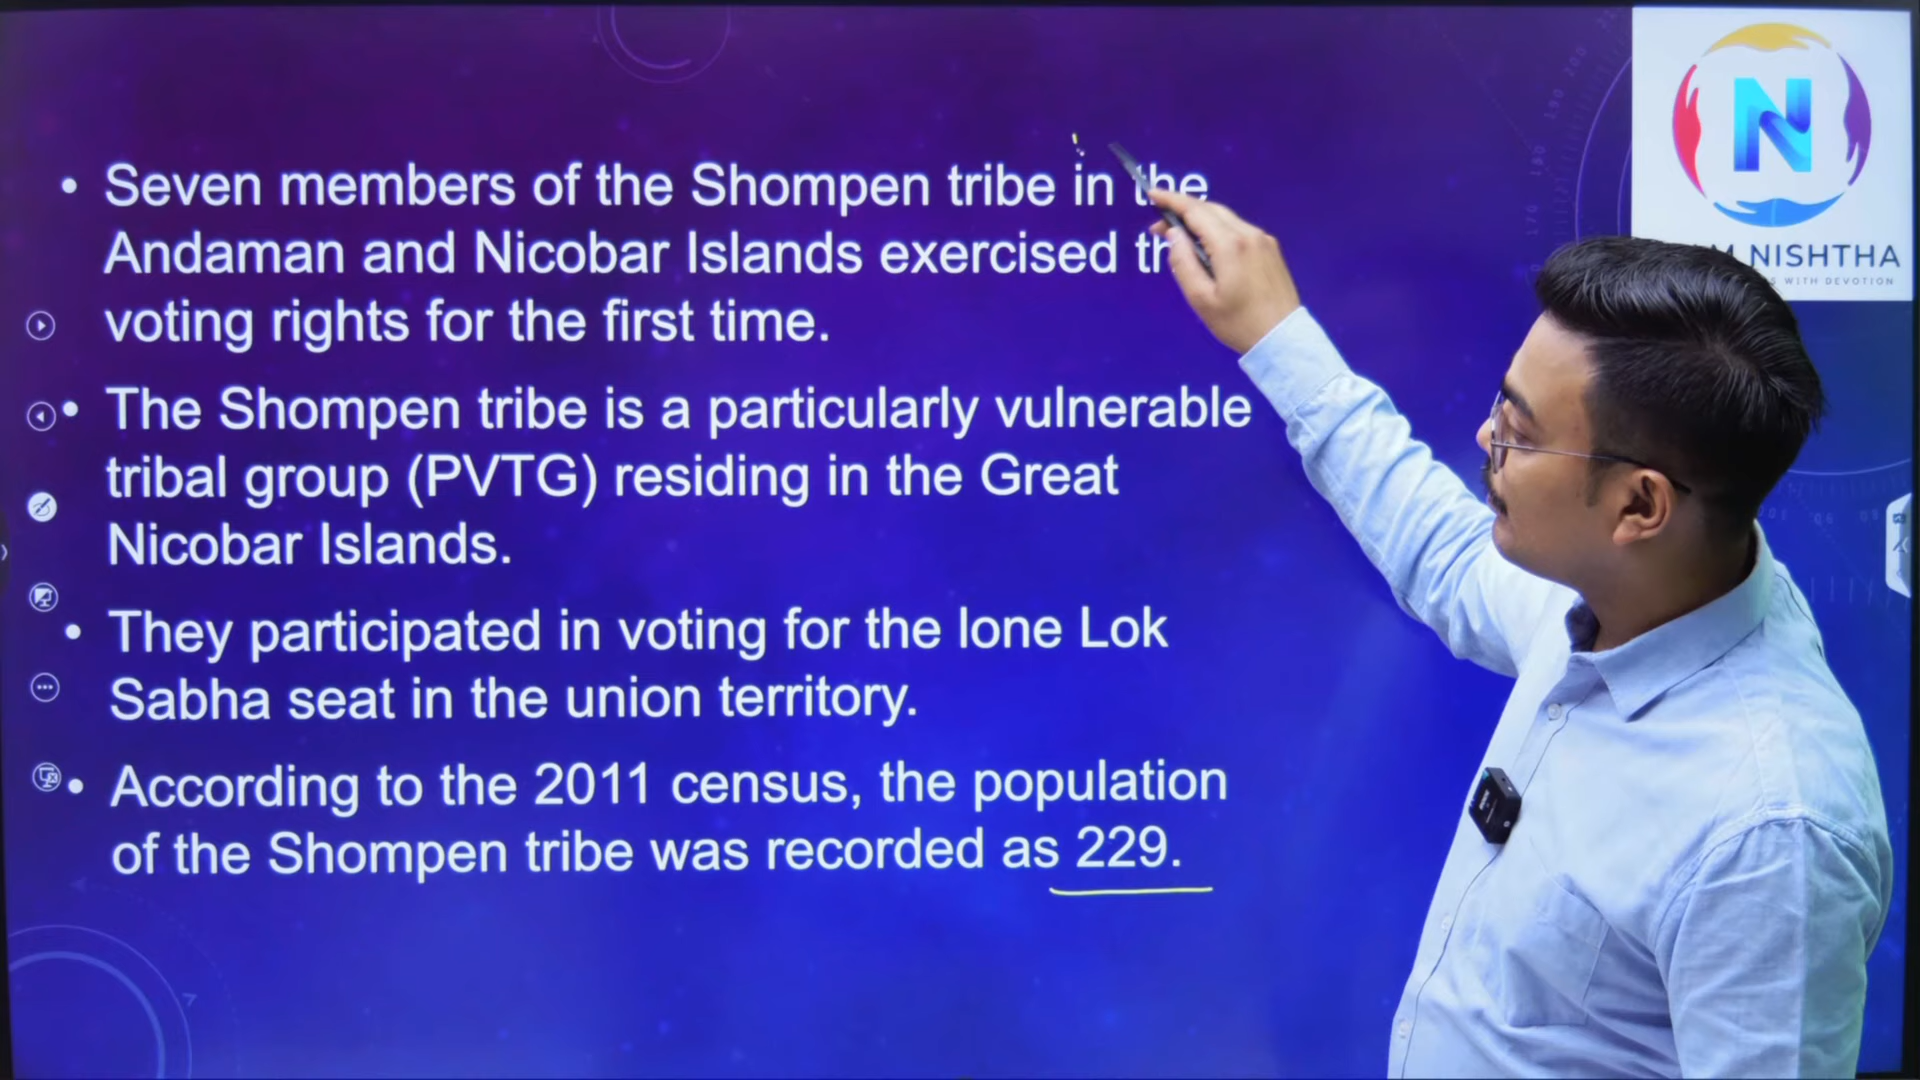 • Seven members of the Shompen tribe in the
Andaman and Nicobar Islands exercised
voting rights for the first time.
• The Shompen tribe is a particularly vulnerable
tribal group (PVTG) residing in the Great
Nicobar Islands.
• They participated in voting for the lone Lok
Sabha seat in the union territory.
• According to the 2011 census, the population
of the Shompen tribe was recorded as 229.
N
NISHTHA
WITH DEVOTION